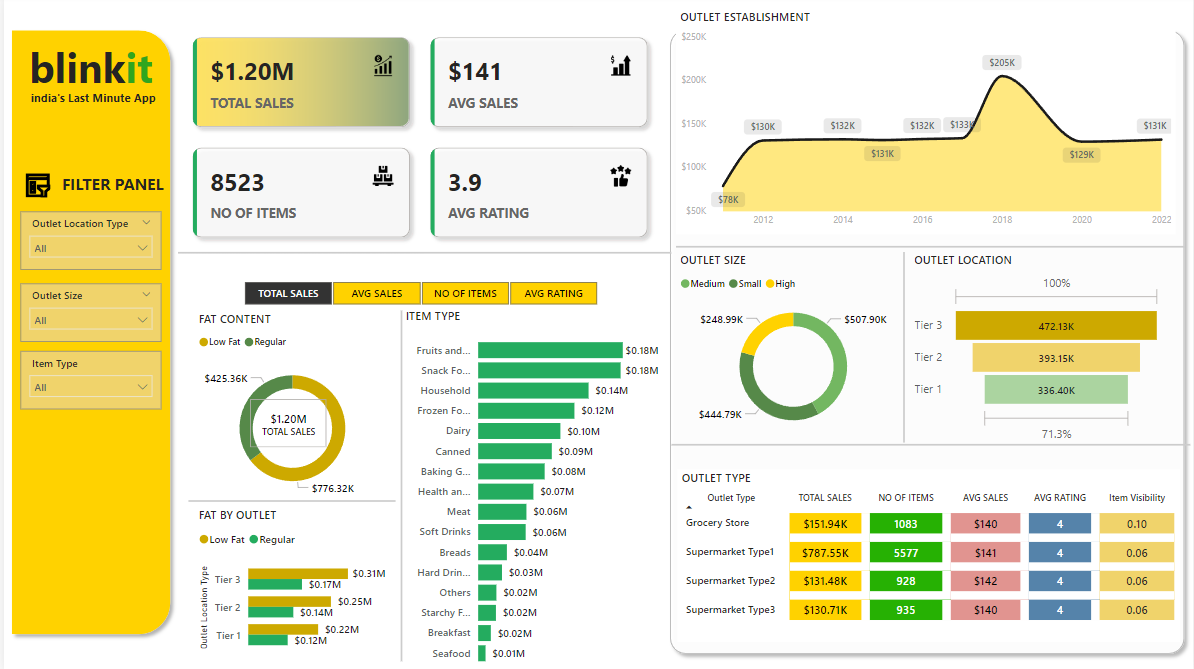 blinkit
india's Last Minute App
FILTER PANEL
Outlet Location Type
All
Outlet Size
All
Item Type
All
$1.20M
TOTAL SALES
$141
AVG SALES
8523
NO OF ITEMS
3.9
AVG RATING
TOTAL SALES AVG SALES NO OF ITEMS AVG RATING
FAT CONTENT
Low Fat Regular
$425.36K
$1.20M
TOTAL SALES
$776.32K
FAT BY OUTLET
Low Fat Regular
Outlet Location Type
Tier 3 $0.31M
$0.17M
Tier 2 $0.25M
$0.14M
Tier 1 $0.22M
$0.12M
ITEM TYPE
Fruits and... $0.18M
Snack Fo... $0.18M
Household $0.14M
Frozen Fo... $0.12M
Dairy $0.10M
Canned $0.09M
Baking G... $0.08M
Health an... $0.07M
Meat $0.06M
Soft Drinks $0.06M
Breads $0.04M
Hard Drin... $0.03M
Others $0.02M
Starchy F... $0.02M
Breakfast $0.02M
Seafood $0.01M
OUTLET ESTABLISHMENT
$250K
$200K
$150K
$100K
$50K
$78K
$130K
$132K
$131K
$132K
$133K
$205K
$129K
$131K
2012 2014 2016 2018 2020 2022
OUTLET SIZE
Medium Small High
$248.99K
$507.90K
$444.79K
OUTLET LOCATION
100%
Tier 3 472.13K
Tier 2 393.15K
Tier 1 336.40K
71.3%
OUTLET TYPE
Outlet Type TOTAL SALES NO OF ITEMS AVG SALES AVG RATING Item Visibility
Grocery Store $151.94K 1083 $140 4 0.10
Supermarket Type1 $787.55K 5577 $141 4 0.06
Supermarket Type2 $131.48K 928 $142 4 0.06
Supermarket Type3 $130.71K 935 $140 4 0.06